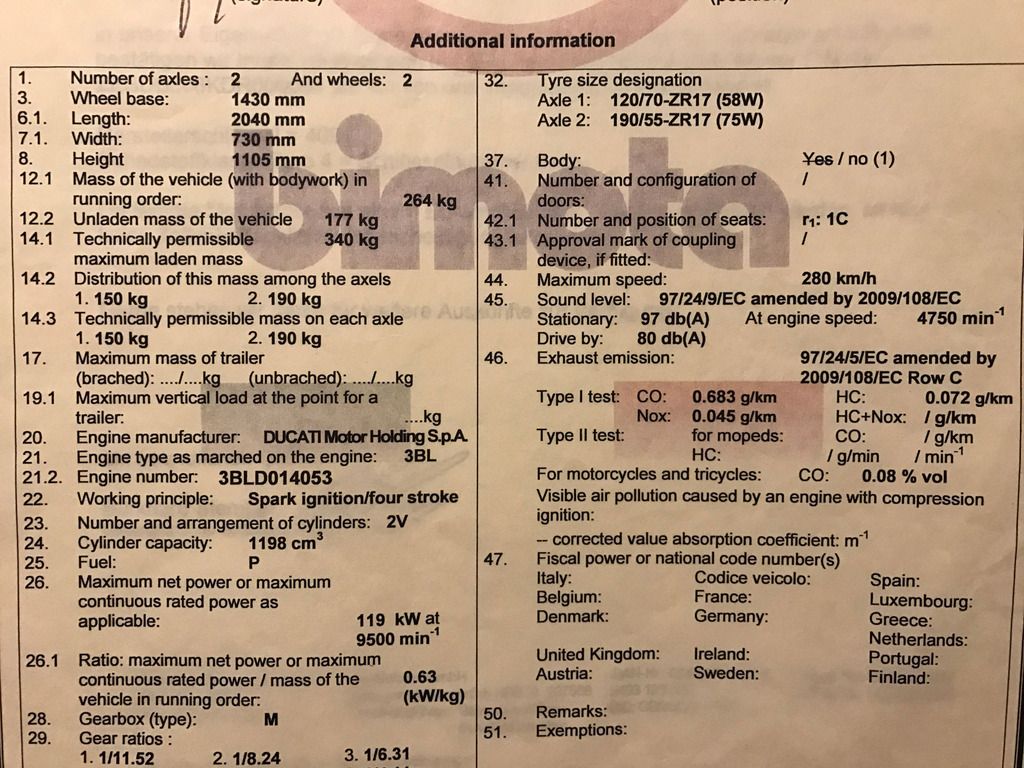 Additional information
1. Number of axles : 2 And wheels: 2
3. Wheel base: 1430 mm
6.1. Length: 2040 mm
7.1. Width: 730 mm
8. Height 1105 mm
12.1 Mass of the vehicle (with bodywork) in
running order: 264 kg
12.2 Unladen mass of the vehicle 177 kg
14.1 Technically permissible 340 kg
maximum laden mass
14.2 Distribution of this mass among the axels
1. 150 kg 2. 190 kg
14.3 Technically permissible mass on each axle
1. 150 kg 2. 190 kg
17. Maximum mass of trailer
(brached): ..../....kg (unbrached): ..../....kg
19.1 Maximum vertical load at the point for a
trailer: ....kg
20. Engine manufacturer: DUCATI Motor Holding S.p.A.
21. Engine type as marched on the engine: 3BL
21.2. Engine number: 3BLD014053
22. Working principle: Spark ignition/four stroke
23. Number and arrangement of cylinders: 2V
24. Cylinder capacity: 1198 cm³
25. Fuel: P
26. Maximum net power or maximum
continuous rated power as
applicable: 119 kW at
9500 min⁻¹
26.1 Ratio: maximum net power or maximum
continuous rated power / mass of the 0.63
vehicle in running order: (kW/kg)
28. Gearbox (type): M
29. Gear ratios :
1. 1/11.52 2. 1/8.24 3. 1/6.31
32. Tyre size designation
Axle 1: 120/70-ZR17 (58W)
Axle 2: 190/55-ZR17 (75W)
37. Body: Yes / no (1)
41. Number and configuration of /
doors:
42.1 Number and position of seats: r₁: 1C
43.1 Approval mark of coupling /
device, if fitted:
44. Maximum speed: 280 km/h
45. Sound level: 97/24/9/EC amended by 2009/108/EC
Stationary: 97 db(A) At engine speed: 4750 min⁻¹
Drive by: 80 db(A)
46. Exhaust emission: 97/24/5/EC amended by
2009/108/EC Row C
Type I test: CO: 0.683 g/km HC: 0.072 g/km
Nox: 0.045 g/km HC+Nox: / g/km
Type II test: for mopeds: CO: / g/km
HC: / g/min / min⁻¹
For motorcycles and tricycles: CO: 0.08 % vol
Visible air pollution caused by an engine with compression
ignition:
-- corrected value absorption coefficient: m⁻¹
47. Fiscal power or national code number(s)
Italy: Codice veicolo: Spain:
Belgium: France: Luxembourg:
Denmark: Germany: Greece:
Netherlands:
United Kingdom: Ireland: Portugal:
Austria: Sweden: Finland:
50. Remarks:
51. Exemptions:
bimota